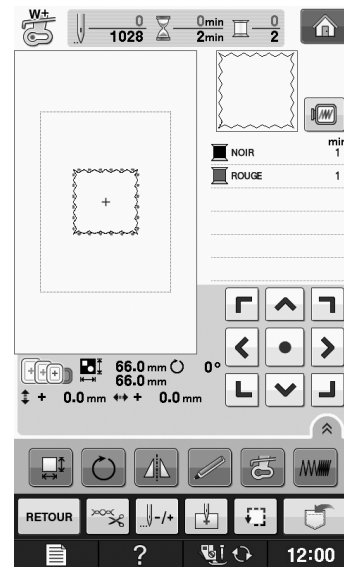 W+
0 0min 0
1028 2min 2
min
NOIR 1
ROUGE 1
66.0 mm 0°
66.0 mm
+ 0.0 mm + 0.0 mm
RETOUR -/+
? 12:00